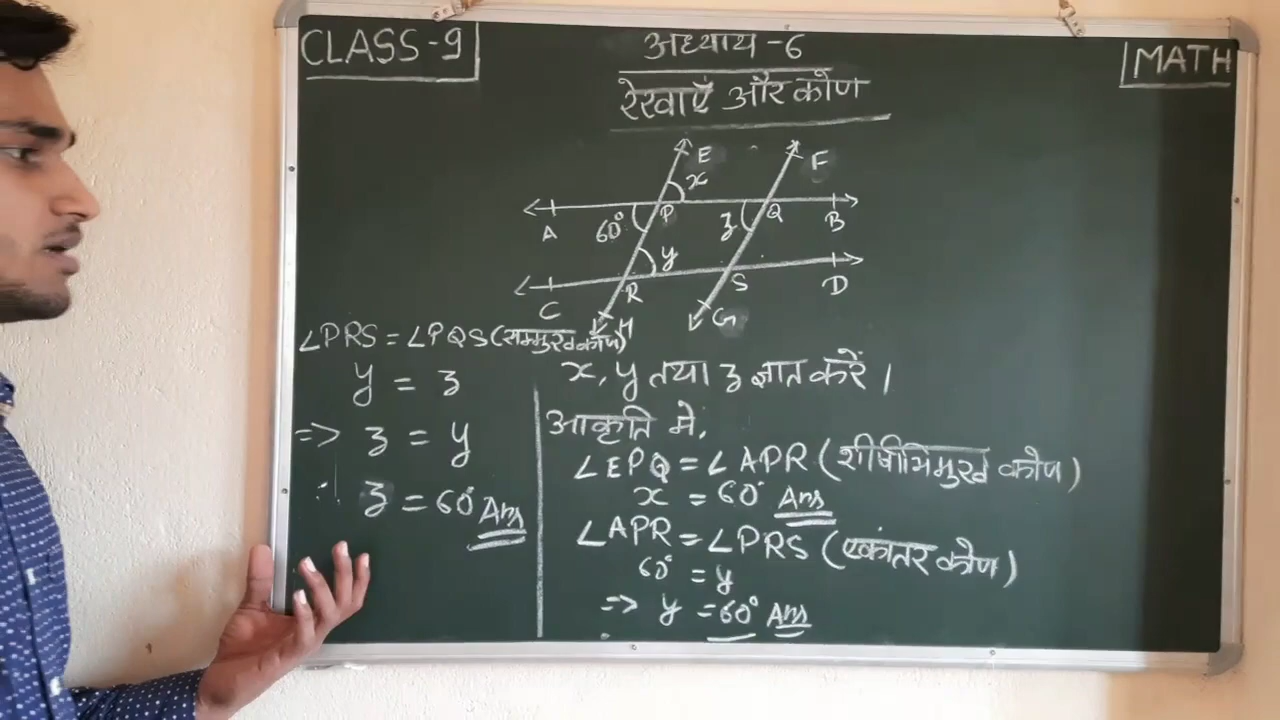 CLASS-9
अध्याय-6
MATH
रेखाएँ और कोण
E
F
x
A
60°
P
z
Q
B
y
C
R
S
D
H
G
∠PRS = ∠PQS (सम्मुख कोण)
y = z
=> z = y
∴ z = 60° Ans
x, y तथा z ज्ञात करें।
आकृति में,
∠EPQ = ∠APR (शीर्षाभिमुख कोण)
x = 60° Ans
∠APR = ∠PRS (एकांतर कोण)
60° = y
=> y = 60° Ans